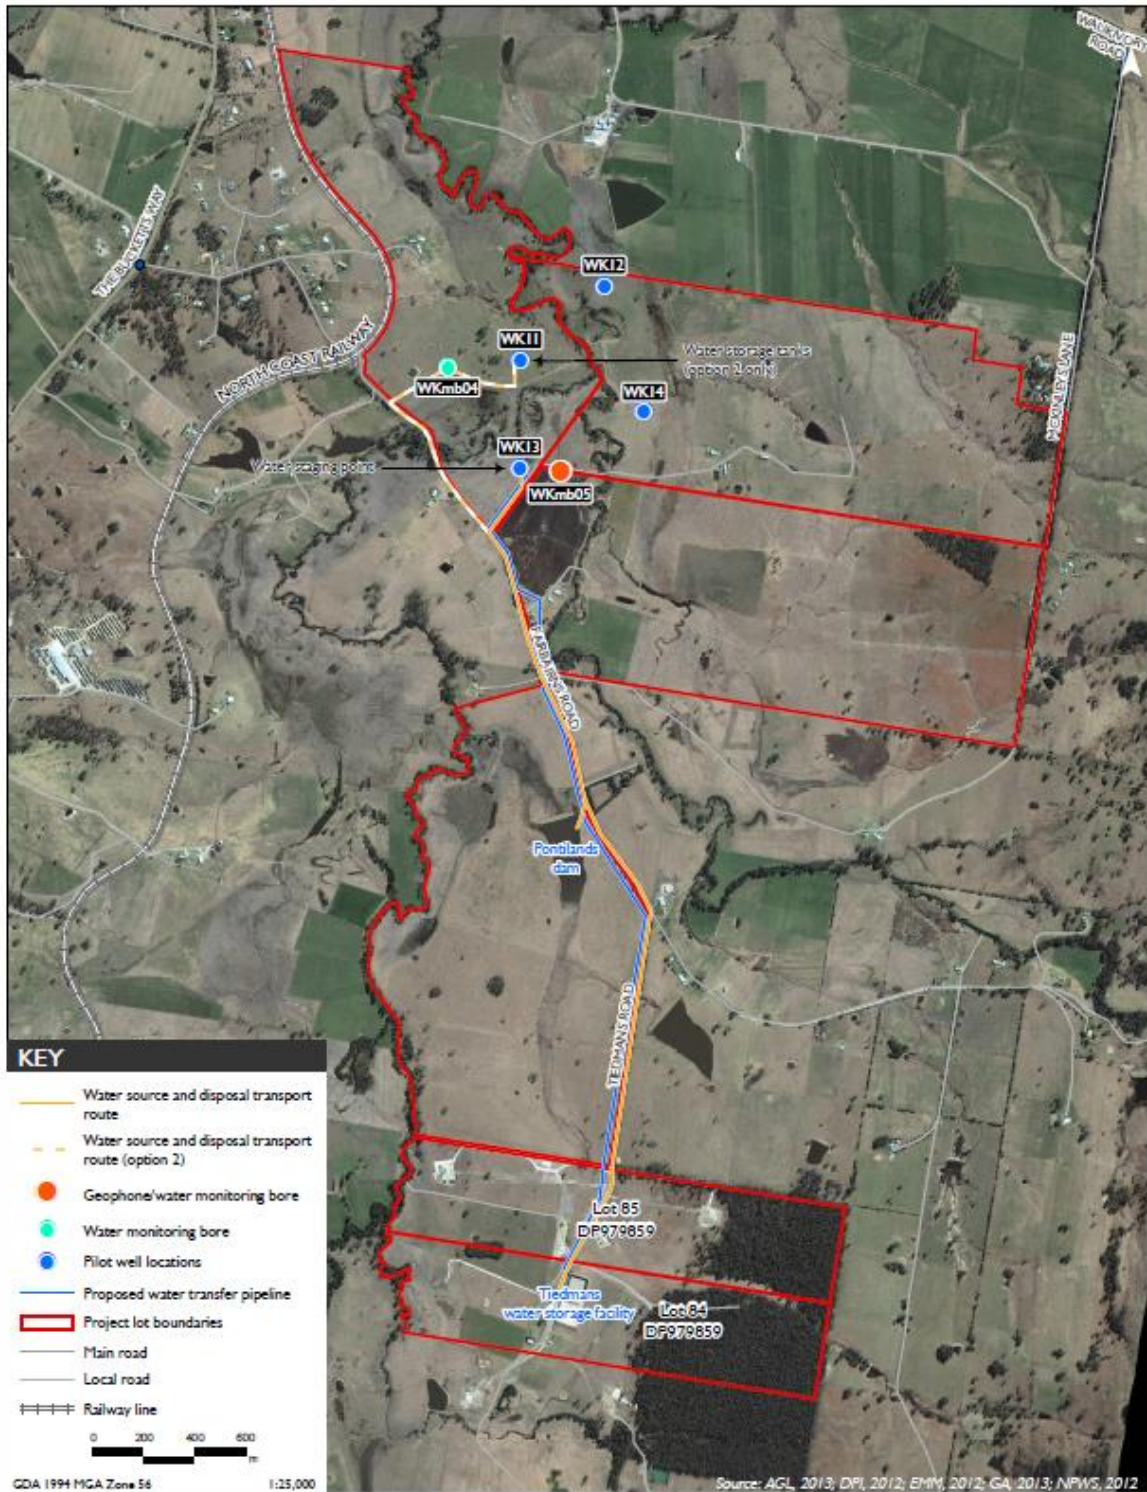 WAUKIVORY
ROAD
THE BUCKETTS WAY
WK12
NORTH COAST RAILWAY
WK11
Water storage tanks
(option 2 only)
WKmb04
WK14
MCKINLEYS LANE
WK13
Water staging point
WKmb05
FAIRBAIRNS ROAD
Pontilands
dam
TIEDMANS ROAD
KEY
Water source and disposal transport
route
Water source and disposal transport
route (option 2)
Geophone/water monitoring bore
Water monitoring bore
Pilot well locations
Proposed water transfer pipeline
Project lot boundaries
Main road
Local road
Railway line
0 200 400 600
m
GDA 1994 MGA Zone 56
1:25,000
Lot 85
DP979859
Tiedmans
water storage facility
Lot 84
DP979859
Source: AGL, 2013; DPI, 2012; EMM, 2012; GA, 2013; NPWS, 2012